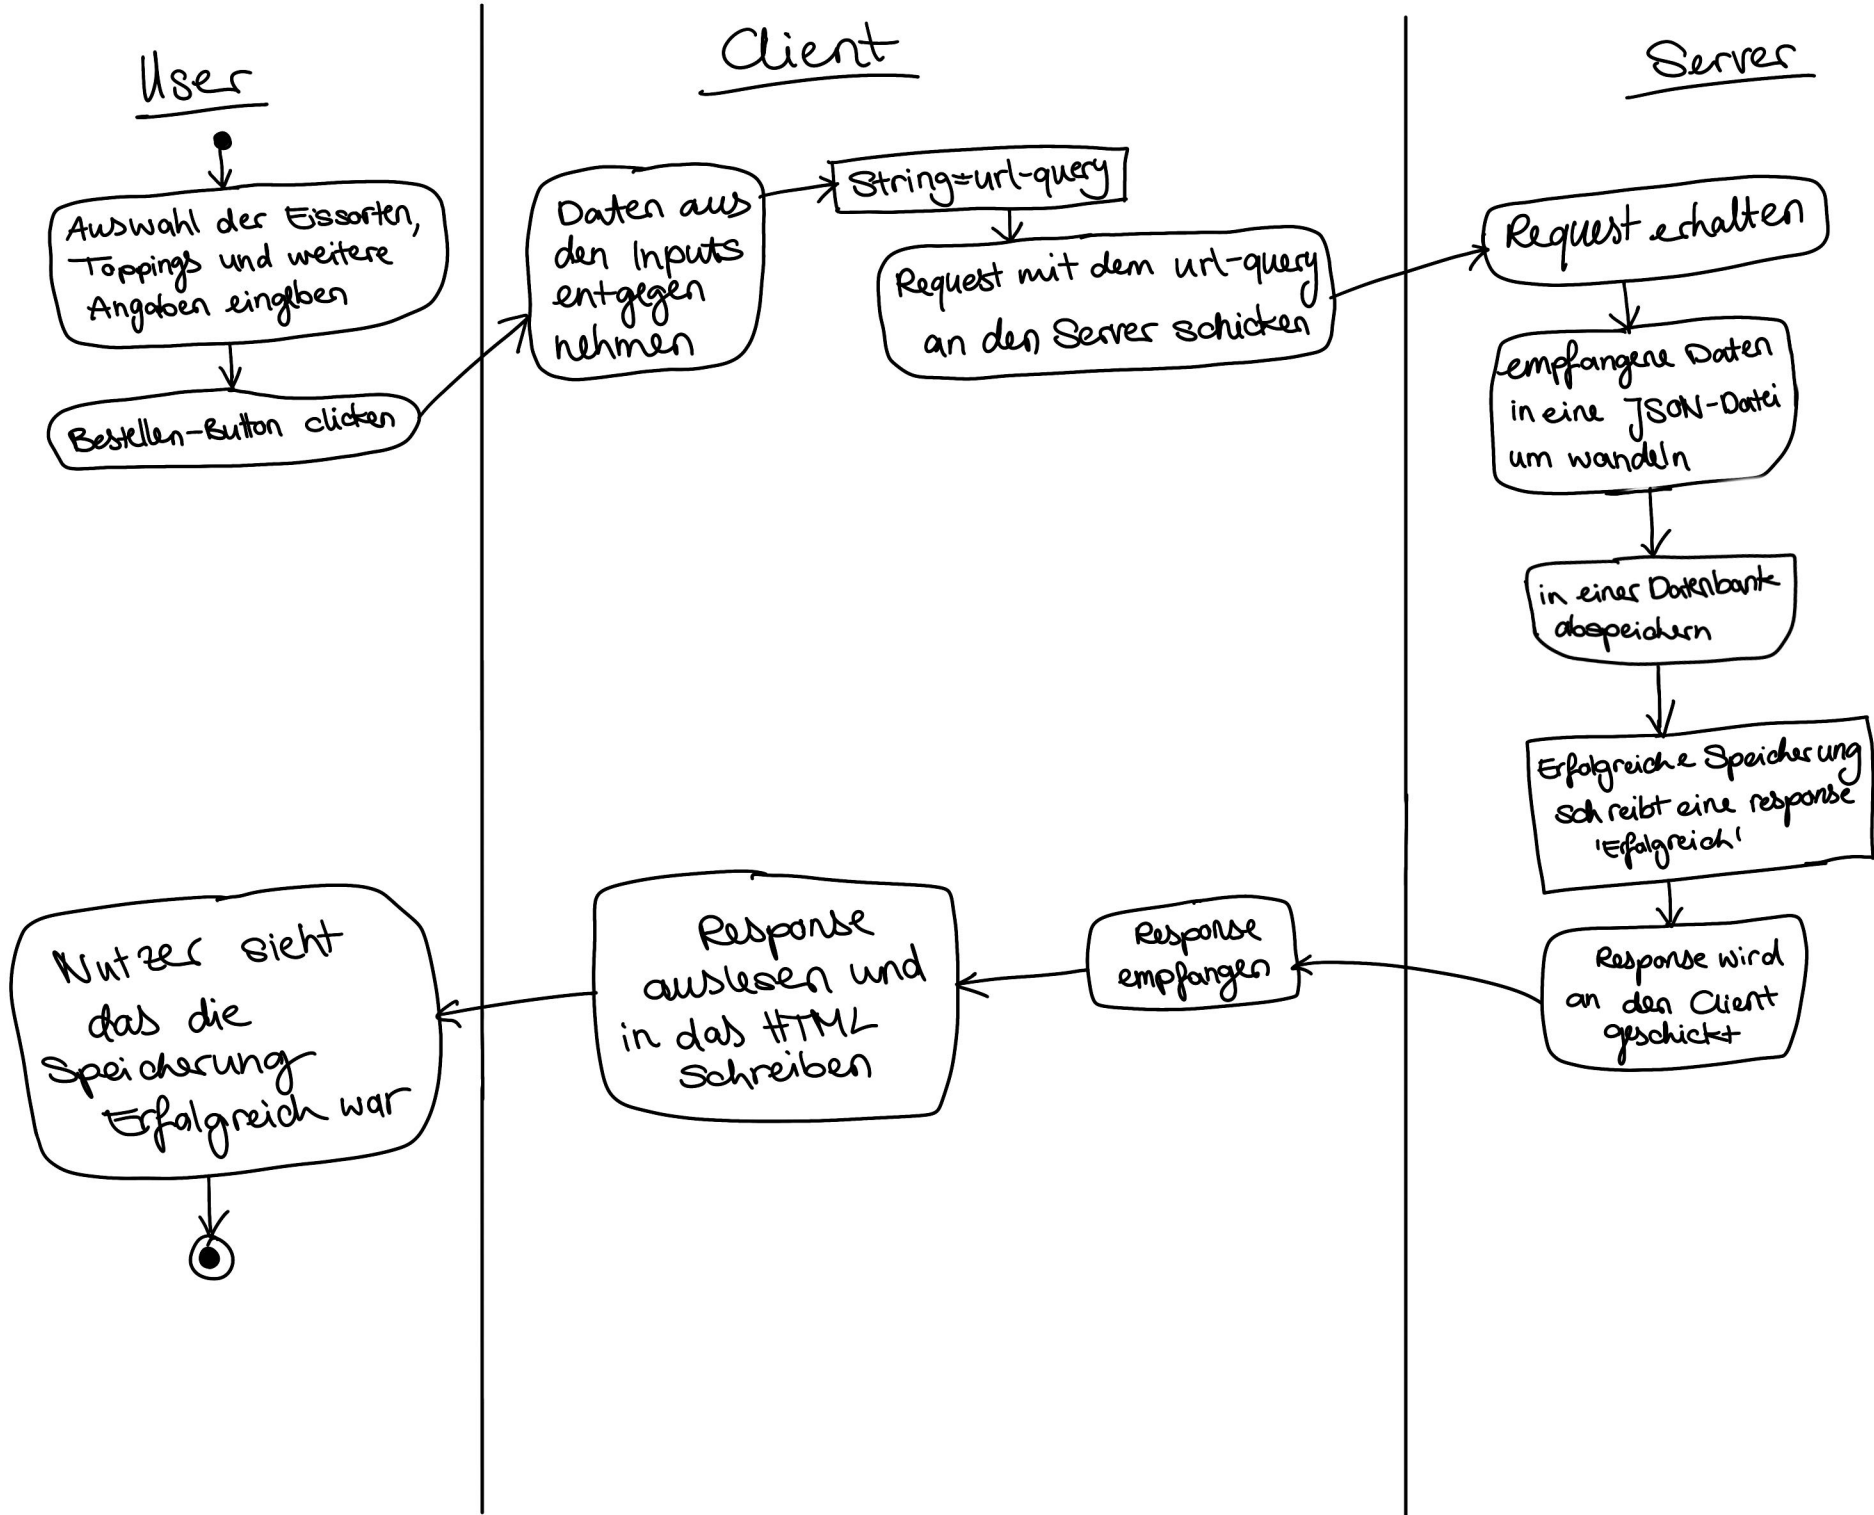 User
Auswahl der Eissorten,
Toppings und weitere
Angaben eingeben
Bestellen-Button clicken
Client
Daten aus
den Inputs
entgegen
nehmen
String=url-query
Request mit dem url-query
an den Server schicken
Server
Request erhalten
empfangene Daten
in eine JSON-Datei
um wandeln
in einer Datenbank
abspeichern
Erfolgreiche Speicherung
schreibt eine response
'Erfolgreich'
Response wird
an den Client
geschickt
Response
empfangen
Response
auslesen und
in das HTML
schreiben
Nutzer sieht
das die
Speicherung
Erfolgreich war